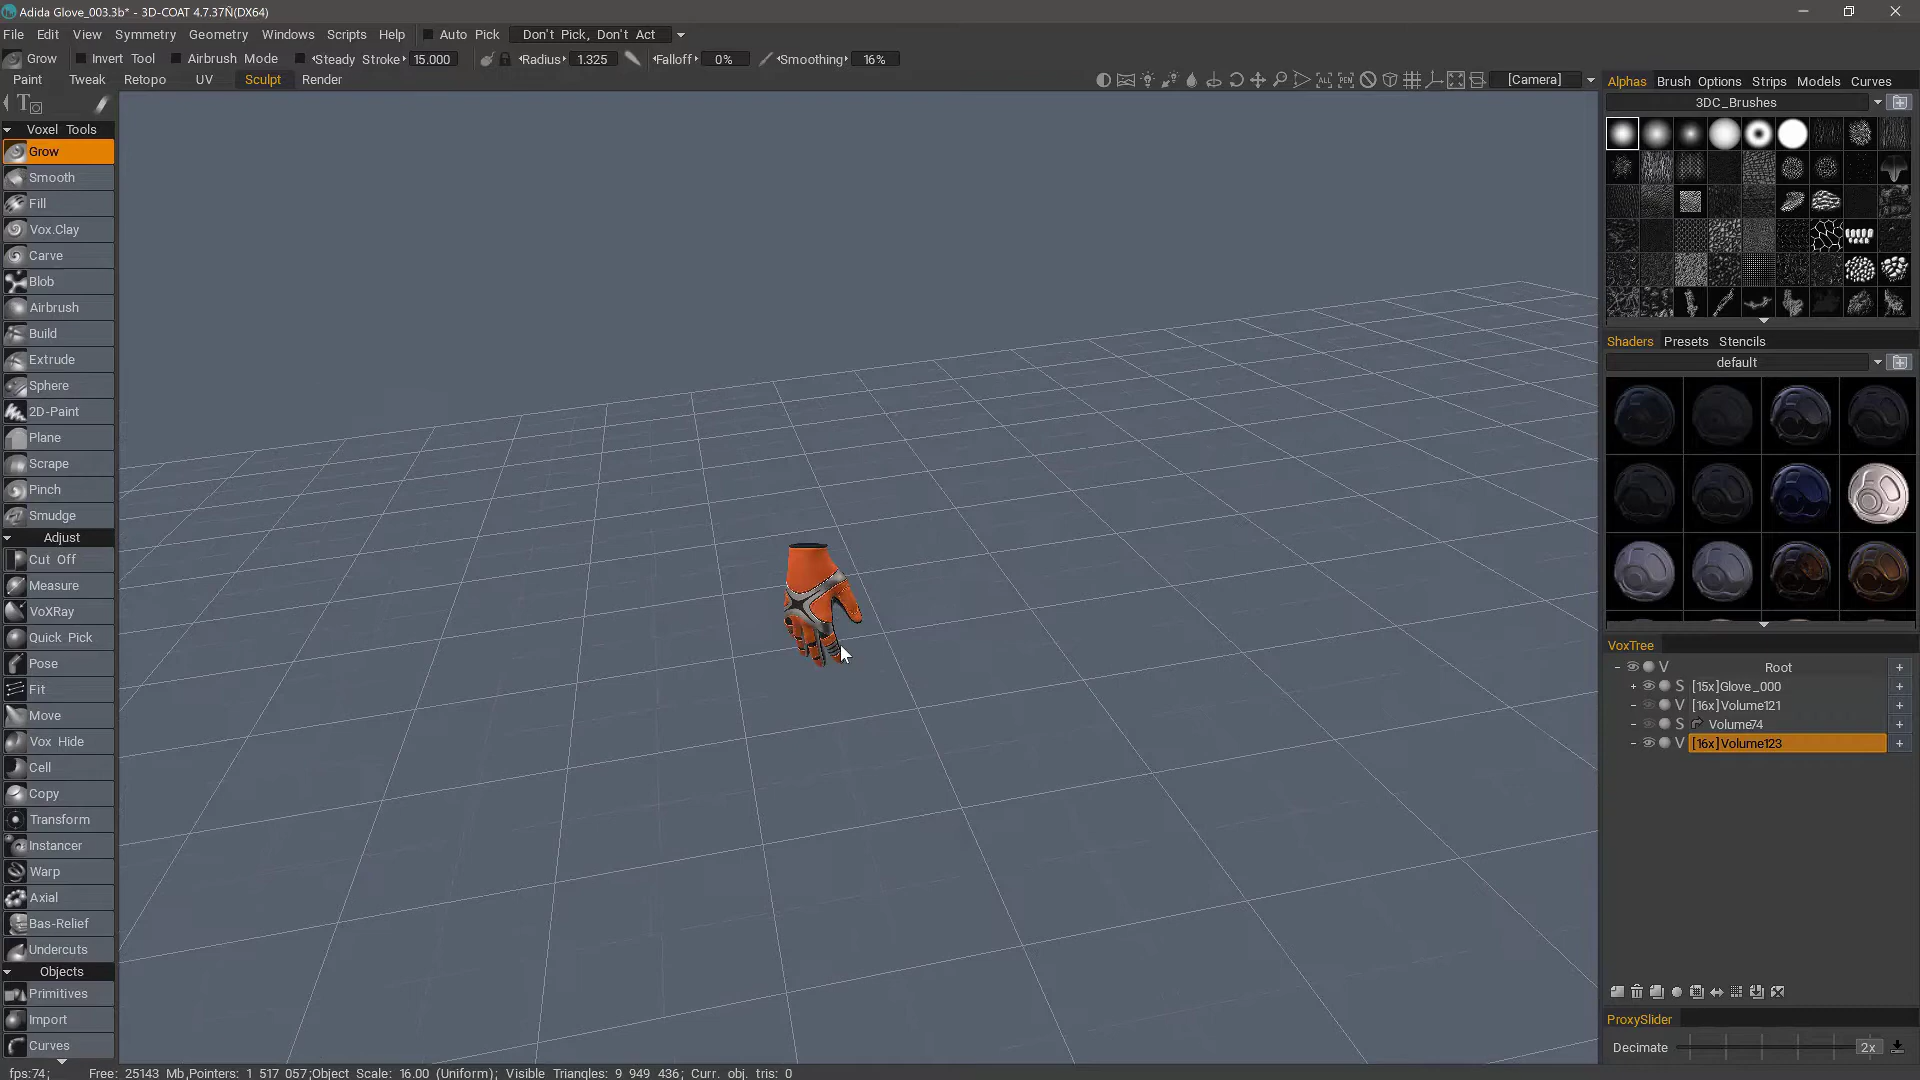 Adida Glove_003.3b* - 3D-COAT 4.7.37Ñ(DX64)
File Edit View Symmetry Geometry Windows Scripts Help Auto Pick Don't Pick, Don't Act
Grow Invert Tool Airbrush Mode Steady Stroke 15.000 Radius 1.325 Falloff 0% Smoothing 16%
Paint Tweak Retopo UV Sculpt Render [Camera]
Alphas Brush Options Strips Models Curves
3DC_Brushes
Voxel Tools
Grow
Smooth
Fill
Vox.Clay
Carve
Blob
Airbrush
Build
Extrude
Sphere
2D-Paint
Plane
Scrape
Pinch
Smudge
Adjust
Cut Off
Measure
VoXRay
Quick Pick
Pose
Fit
Move
Vox Hide
Cell
Copy
Transform
Instancer
Warp
Axial
Bas-Relief
Undercuts
Objects
Primitives
Import
Curves
Shaders Presets Stencils
default
VoxTree
V Root
S [15x]Glove_000
V [16x]Volume121
S Volume74
V [16x]Volume123
ProxySlider
Decimate 2x
fps:74; Free: 25143 Mb,Pointers: 1 517 057;Object Scale: 16.00 (Uniform); Visible Triangles: 9 949 436; Curr. obj. tris: 0